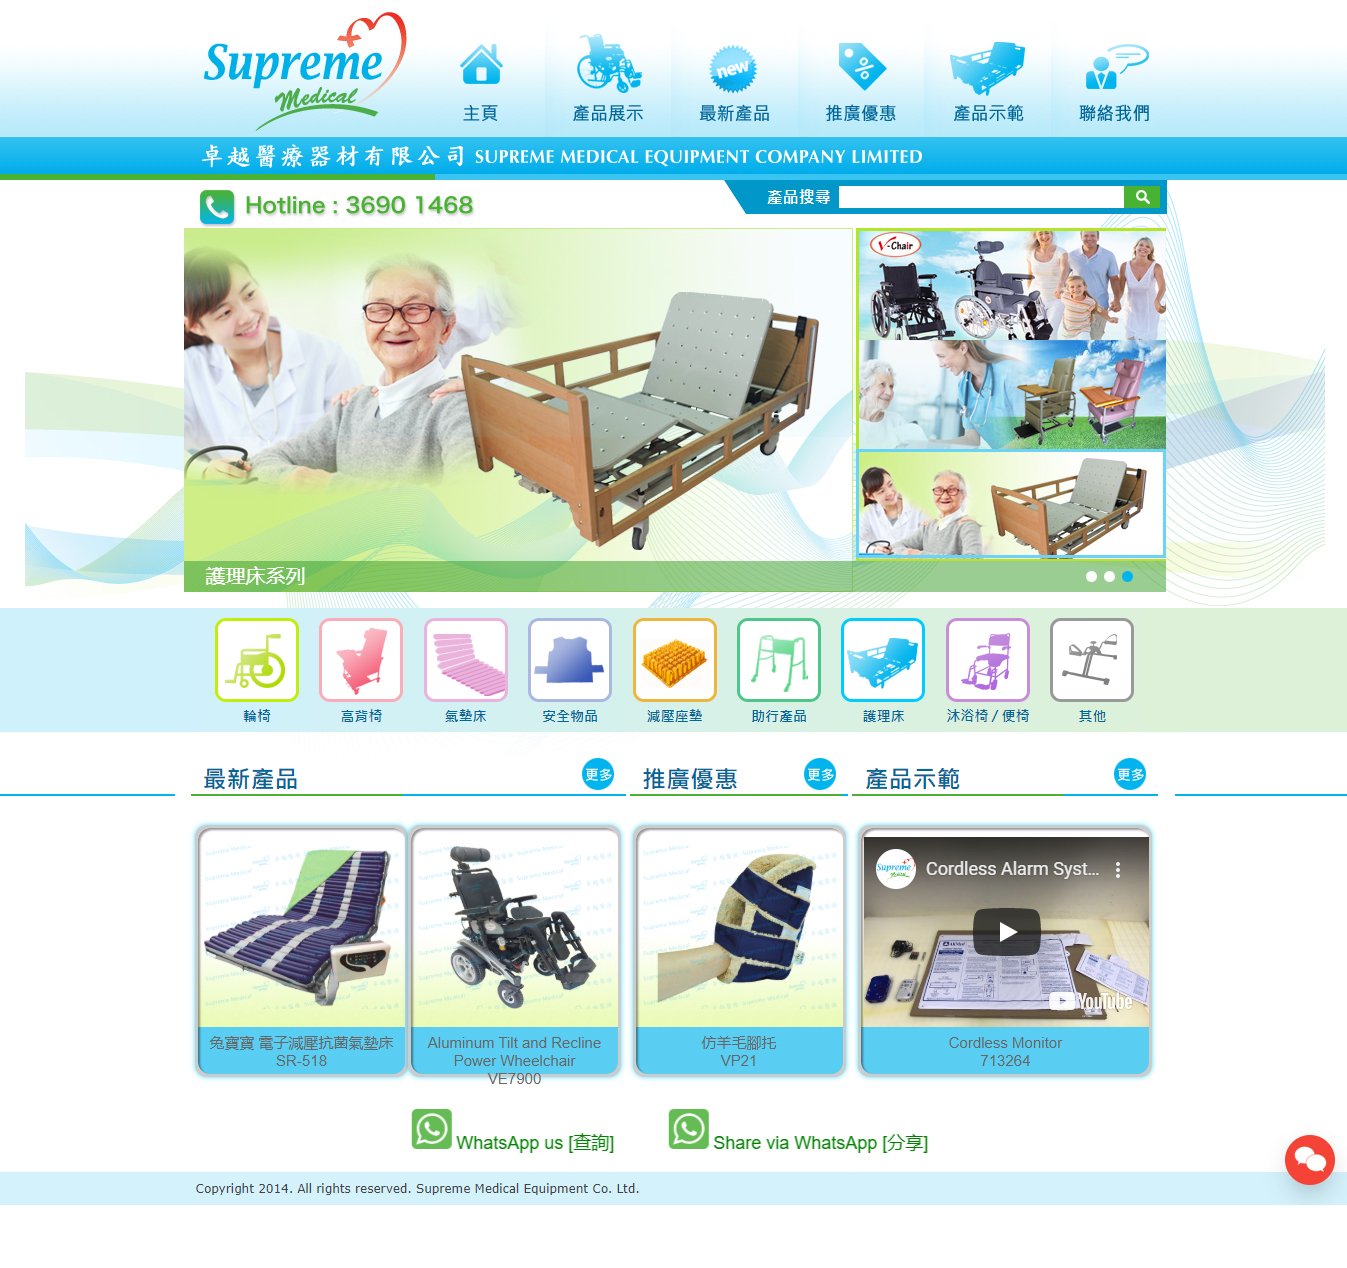 Supreme
Medical
new
主頁
產品展示
最新產品
推廣優惠
產品示範
聯絡我們
卓越醫療器材有限公司 SUPREME MEDICAL EQUIPMENT COMPANY LIMITED
Hotline : 3690 1468
產品搜尋
V-Chair
護理床系列
輪椅
高背椅
氣墊床
安全物品
減壓座墊
助行產品
護理床
沐浴椅 / 便椅
其他
最新產品
更多
推廣優惠
更多
產品示範
更多
Supreme Medical
Cordless Alarm Syst...
YouTube
兔寶寶 電子減壓抗菌氣墊床
SR-518
Aluminum Tilt and Recline
Power Wheelchair
VE7900
仿羊毛腳托
VP21
Cordless Monitor
713264
WhatsApp us [查詢]
Share via WhatsApp [分享]
Copyright 2014. All rights reserved. Supreme Medical Equipment Co. Ltd.